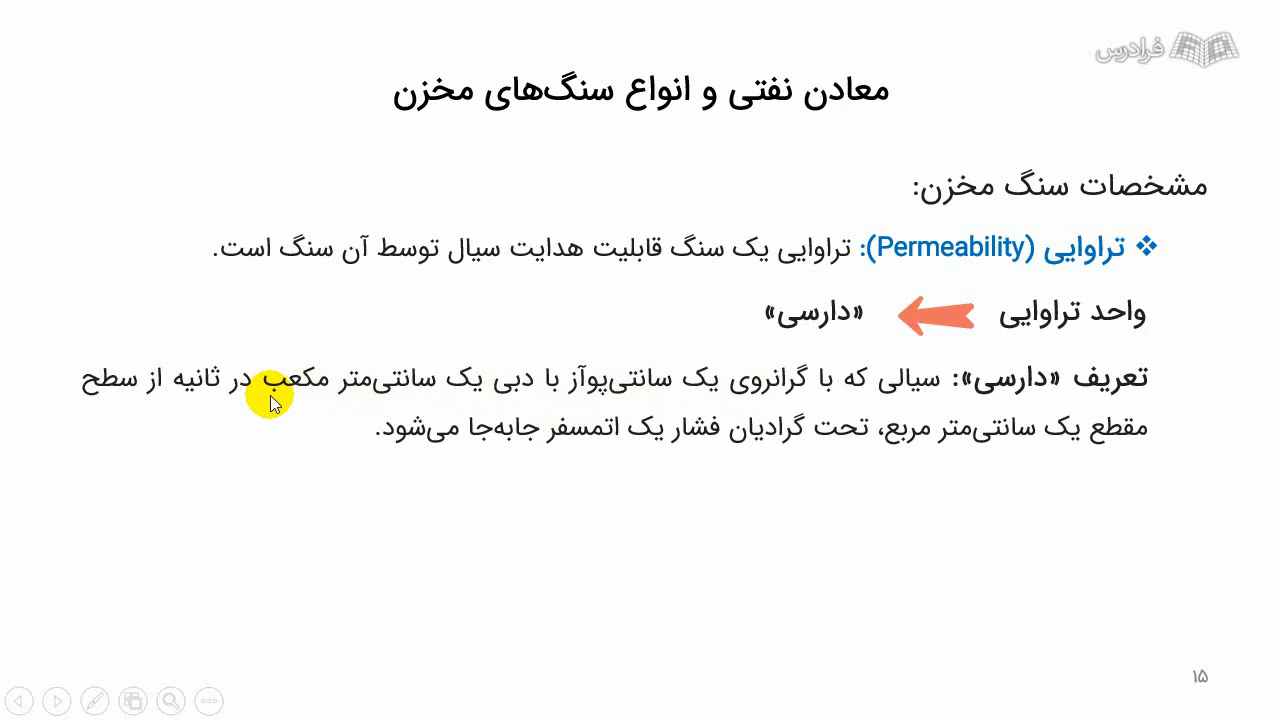 فرادرس
معادن نفتی و انواع سنگ‌های مخزن
مشخصات سنگ مخزن:
❖ تراوایی (Permeability): تراوایی یک سنگ قابلیت هدایت سیال توسط آن سنگ است.
واحد تراوایی «دارسی»
تعریف «دارسی»: سیالی که با گرانروی یک سانتی‌پوآز با دبی یک سانتی‌متر مکعب در ثانیه از سطح
مقطع یک سانتی‌متر مربع، تحت گرادیان فشار یک اتمسفر جابه‌جا می‌شود.
۱۵